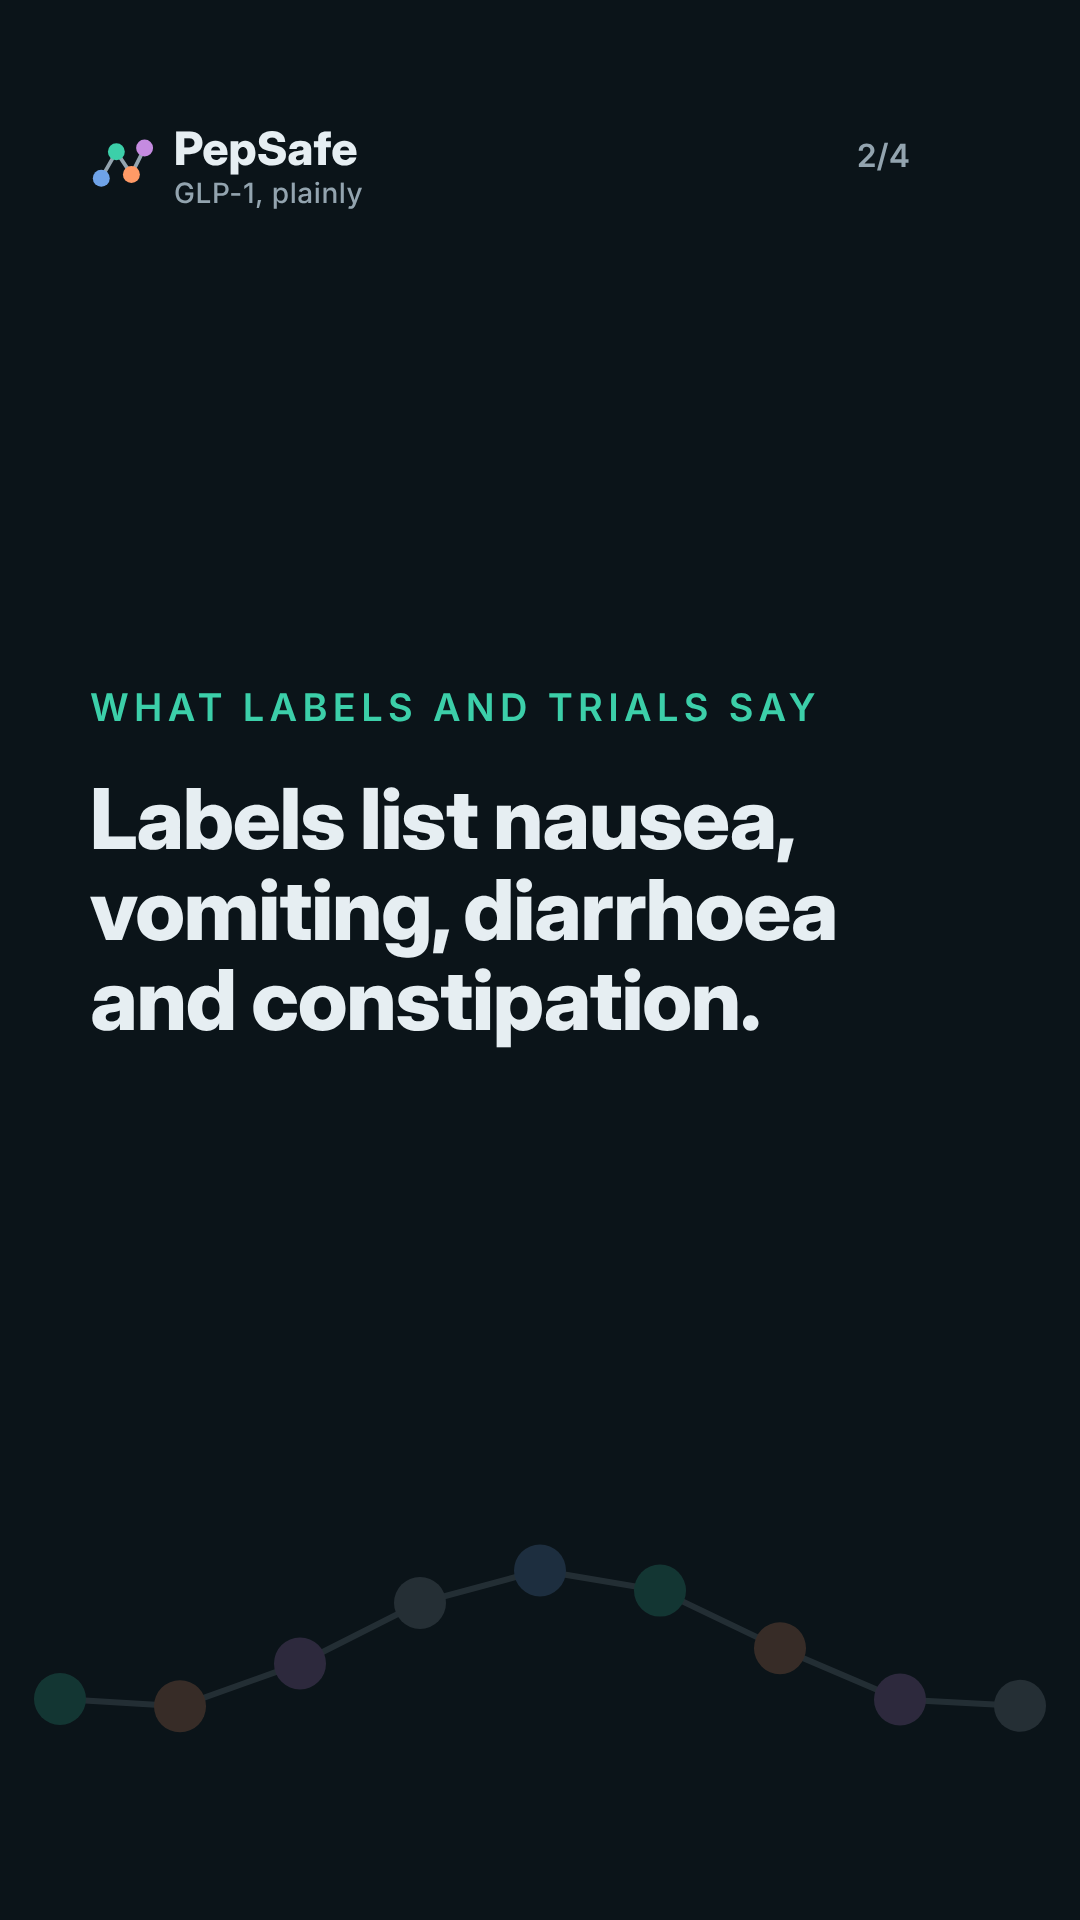 PepSafe
GLP-1, plainly
2/4
WHAT LABELS AND TRIALS SAY
Labels list nausea,
vomiting, diarrhoea
and constipation.